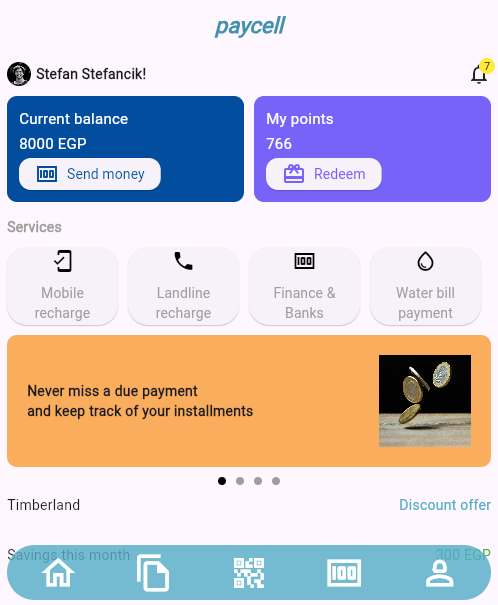 paycell
Stefan Stefancik!
7
Current balance
8000 EGP
Send money
My points
766
Redeem
Services
Mobile
recharge
Landline
recharge
Finance &
Banks
Water bill
payment
Never miss a due payment
and keep track of your installments
Timberland
Discount offer
Savings this month
300 EGP